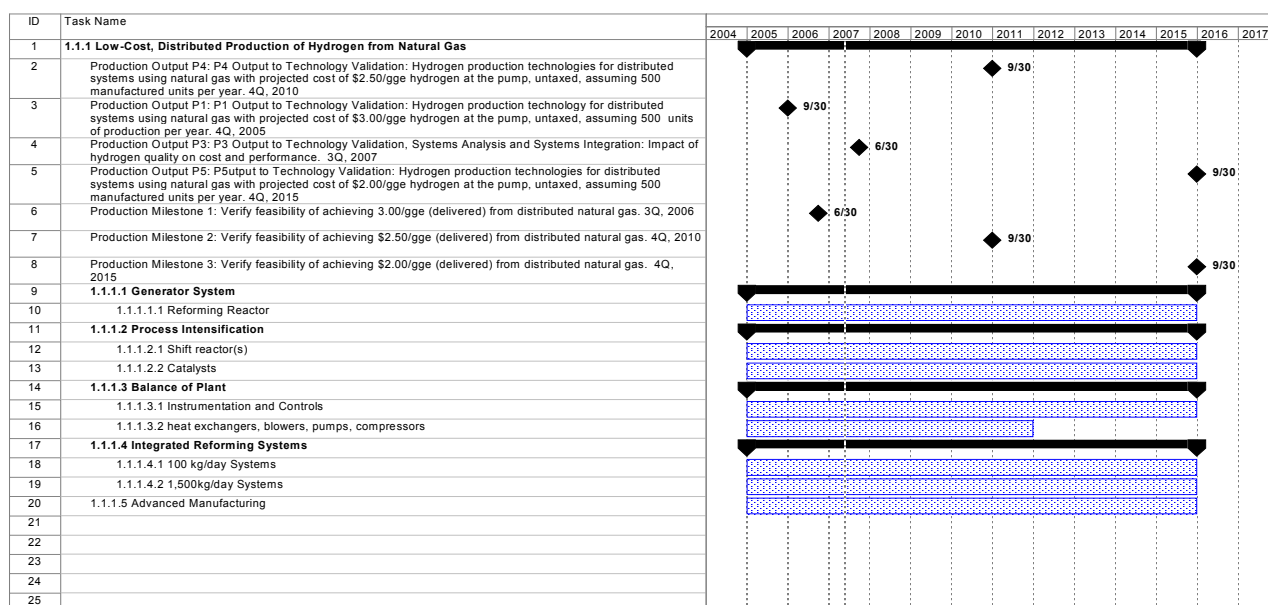 ID Task Name
2004 2005 2006 2007 2008 2009 2010 2011 2012 2013 2014 2015 2016 2017
1 1.1.1 Low-Cost, Distributed Production of Hydrogen from Natural Gas
2 Production Output P4: P4 Output to Technology Validation: Hydrogen production technologies for distributed
systems using natural gas with projected cost of $2.50/gge hydrogen at the pump, untaxed, assuming 500
manufactured units per year. 4Q, 2010
9/30
3 Production Output P1: P1 Output to Technology Validation: Hydrogen production technology for distributed
systems using natural gas with projected cost of $3.00/gge hydrogen at the pump, untaxed, assuming 500 units
of production per year. 4Q, 2005
9/30
4 Production Output P3: P3 Output to Technology Validation, Systems Analysis and Systems Integration: Impact of
hydrogen quality on cost and performance. 3Q, 2007
6/30
5 Production Output P5: P5utput to Technology Validation: Hydrogen production technologies for distributed
systems using natural gas with projected cost of $2.00/gge hydrogen at the pump, untaxed, assuming 500
manufactured units per year. 4Q, 2015
9/30
6 Production Milestone 1: Verify feasibility of achieving 3.00/gge (delivered) from distributed natural gas. 3Q, 2006
6/30
7 Production Milestone 2: Verify feasibility of achieving $2.50/gge (delivered) from distributed natural gas. 4Q, 2010
9/30
8 Production Milestone 3: Verify feasibility of achieving $2.00/gge (delivered) from distributed natural gas. 4Q,
2015
9/30
9 1.1.1.1 Generator System
10 1.1.1.1.1 Reforming Reactor
11 1.1.1.2 Process Intensification
12 1.1.1.2.1 Shift reactor(s)
13 1.1.1.2.2 Catalysts
14 1.1.1.3 Balance of Plant
15 1.1.1.3.1 Instrumentation and Controls
16 1.1.1.3.2 heat exchangers, blowers, pumps, compressors
17 1.1.1.4 Integrated Reforming Systems
18 1.1.1.4.1 100 kg/day Systems
19 1.1.1.4.2 1,500kg/day Systems
20 1.1.1.5 Advanced Manufacturing
21
22
23
24
25